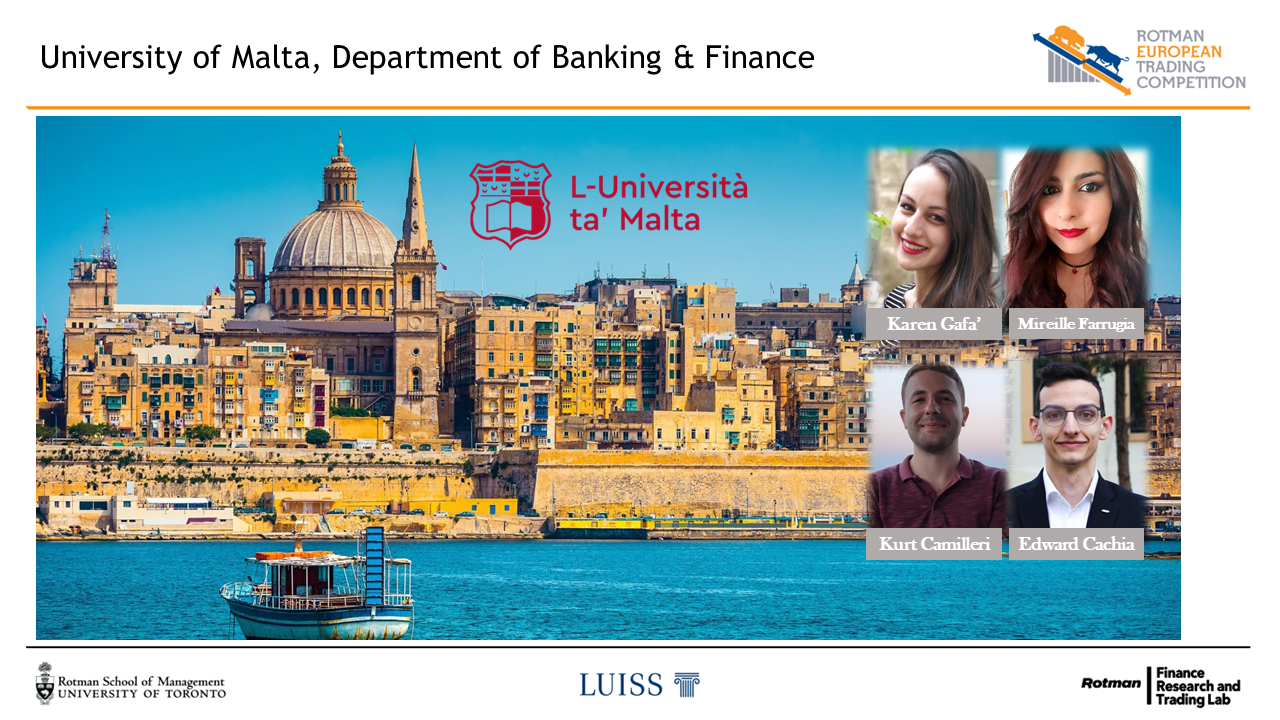 University of Malta, Department of Banking & Finance
ROTMAN
EUROPEAN
TRADING
COMPETITION
L-Università
ta' Malta
Karen Gafa’
Mireille Farrugia
Kurt Camilleri
Edward Cachia
Rotman School of Management
UNIVERSITY OF TORONTO
LUISS
Rotman
Finance
Research and
Trading Lab